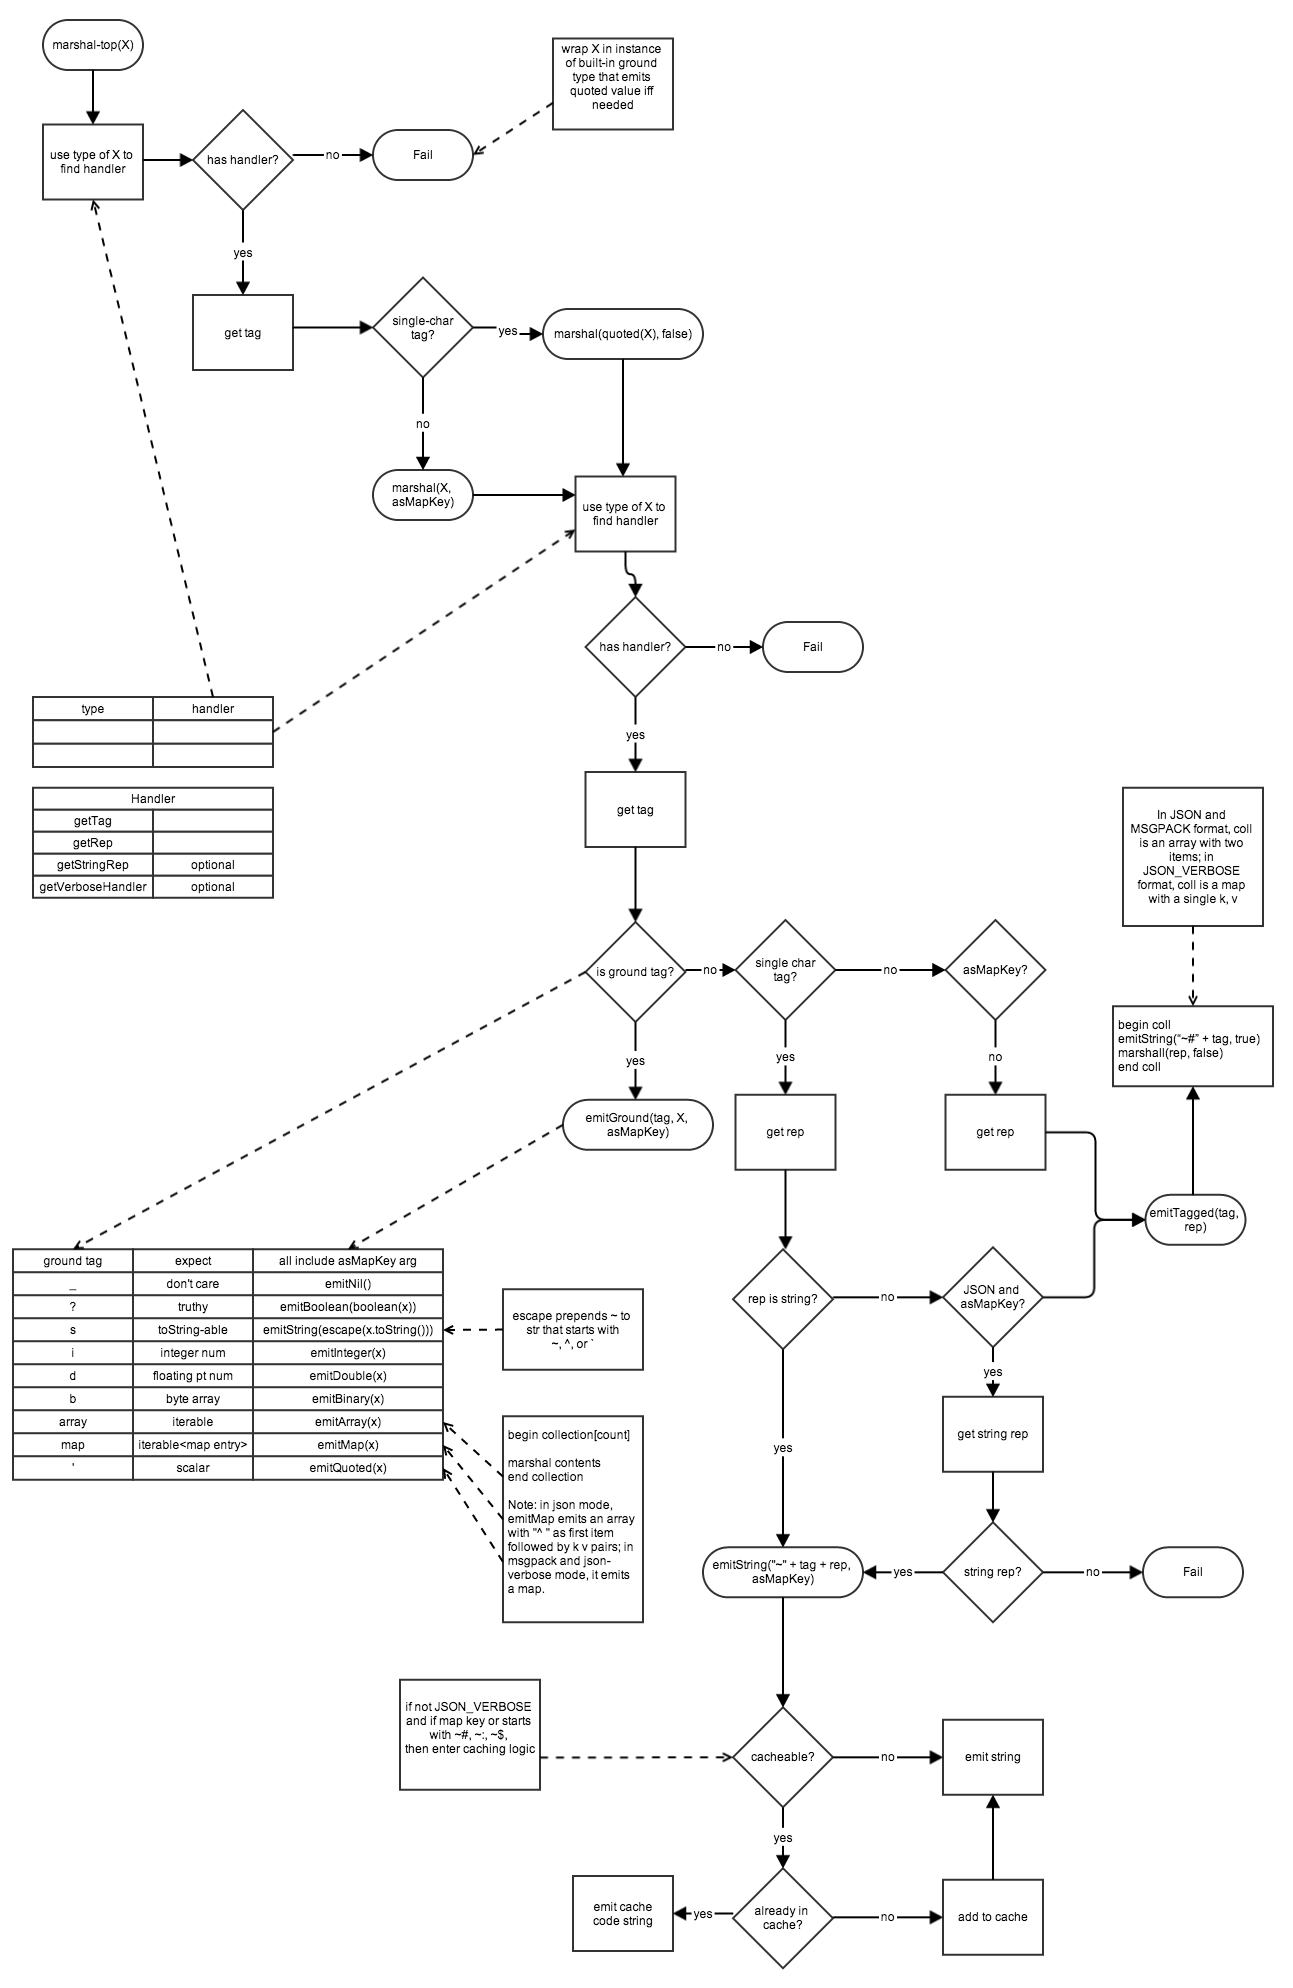 marshal-top(X)
wrap X in instance
of built-in ground
type that emits
quoted value iff
needed
use type of X to
find handler
has handler?
no
Fail
yes
get tag
single-char
tag?
yes
marshal(quoted(X), false)
no
marshal(X,
asMapKey)
use type of X to
find handler
has handler?
no
Fail
type handler
yes
Handler
getTag
getRep
getStringRep optional
getVerboseHandler optional
get tag
In JSON and
MSGPACK format, coll
is an array with two
items; in
JSON_VERBOSE
format, coll is a map
with a single k, v
is ground tag?
no
single char
tag?
no
asMapKey?
begin coll
emitString("~#" + tag, true)
marshall(rep, false)
end coll
yes
yes
no
emitGround(tag, X,
asMapKey)
get rep
get rep
emitTagged(tag,
rep)
ground tag expect all include asMapKey arg
_ don't care emitNil()
? truthy emitBoolean(boolean(x))
s toString-able emitString(escape(x.toString()))
i integer num emitInteger(x)
d floating pt num emitDouble(x)
b byte array emitBinary(x)
array iterable emitArray(x)
map iterable<map entry> emitMap(x)
' scalar emitQuoted(x)
escape prepends ~ to
str that starts with
~, ^, or `
rep is string?
no
JSON and
asMapKey?
yes
begin collection[count]
marshal contents
end collection
Note: in json mode,
emitMap emits an array
with "^ " as first item
followed by k v pairs; in
msgpack and json-
verbose mode, it emits
a map.
get string rep
yes
emitString("~" + tag + rep,
asMapKey)
yes
string rep?
no
Fail
if not JSON_VERBOSE
and if map key or starts
with ~#, ~:, ~$,
then enter caching logic
cacheable?
no
emit string
yes
emit cache
code string
yes
already in
cache?
no
add to cache